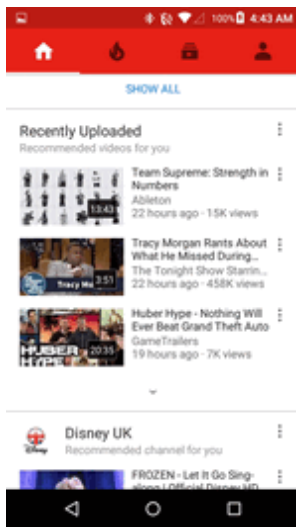 100% 4:43 AM
SHOW ALL
Recently Uploaded
Recommended videos for you
Team Supreme: Strength in
Numbers
Ableton
22 hours ago · 15K views
13:43
Tracy Morgan Rants About
What He Missed During...
The Tonight Show Starrin...
22 hours ago · 458K views
Tracy Mo
3:51
Huber Hype - Nothing Will
Ever Beat Grand Theft Auto
GameTrailers
19 hours ago · 7K views
HUBER
HYPE
20:35
Disney UK
Recommended channel for you
FROZEN - Let It Go Sing-
along | Official Disney HD